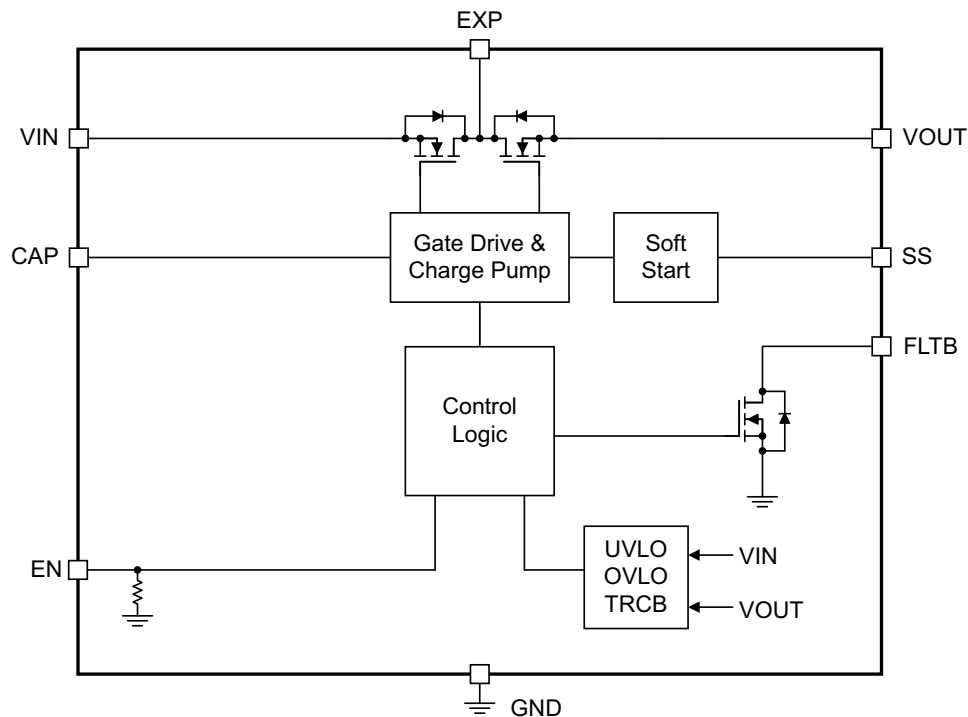 EXP
VIN
VOUT
CAP
Gate Drive &
Charge Pump
Soft
Start
SS
FLTB
Control
Logic
EN
UVLO
OVLO
TRCB
VIN
VOUT
GND